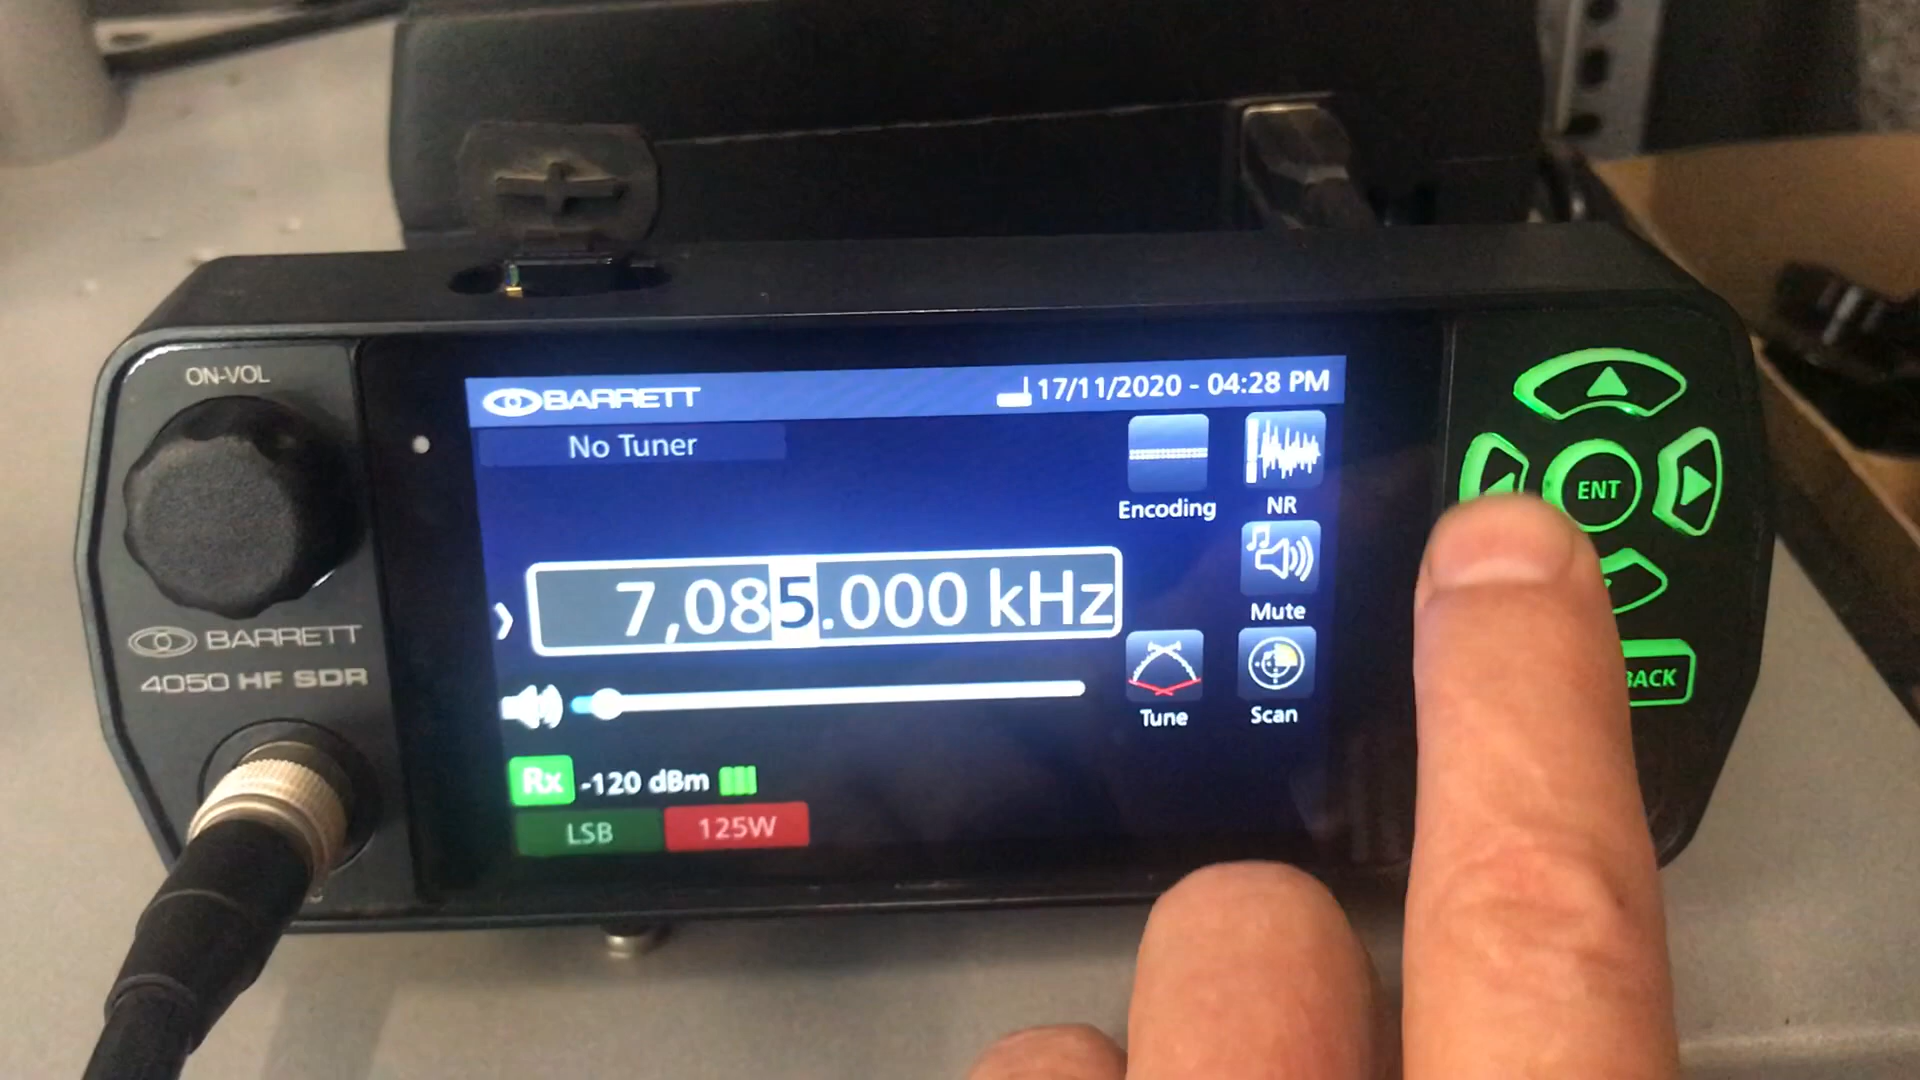 ON-VOL
BARRETT
4050 HF SDR
BARRETT
17/11/2020 - 04:28 PM
No Tuner
Encoding
NR
7,085.000 kHz
Mute
Tune
Scan
Rx -120 dBm
LSB 125W
ENT
BACK